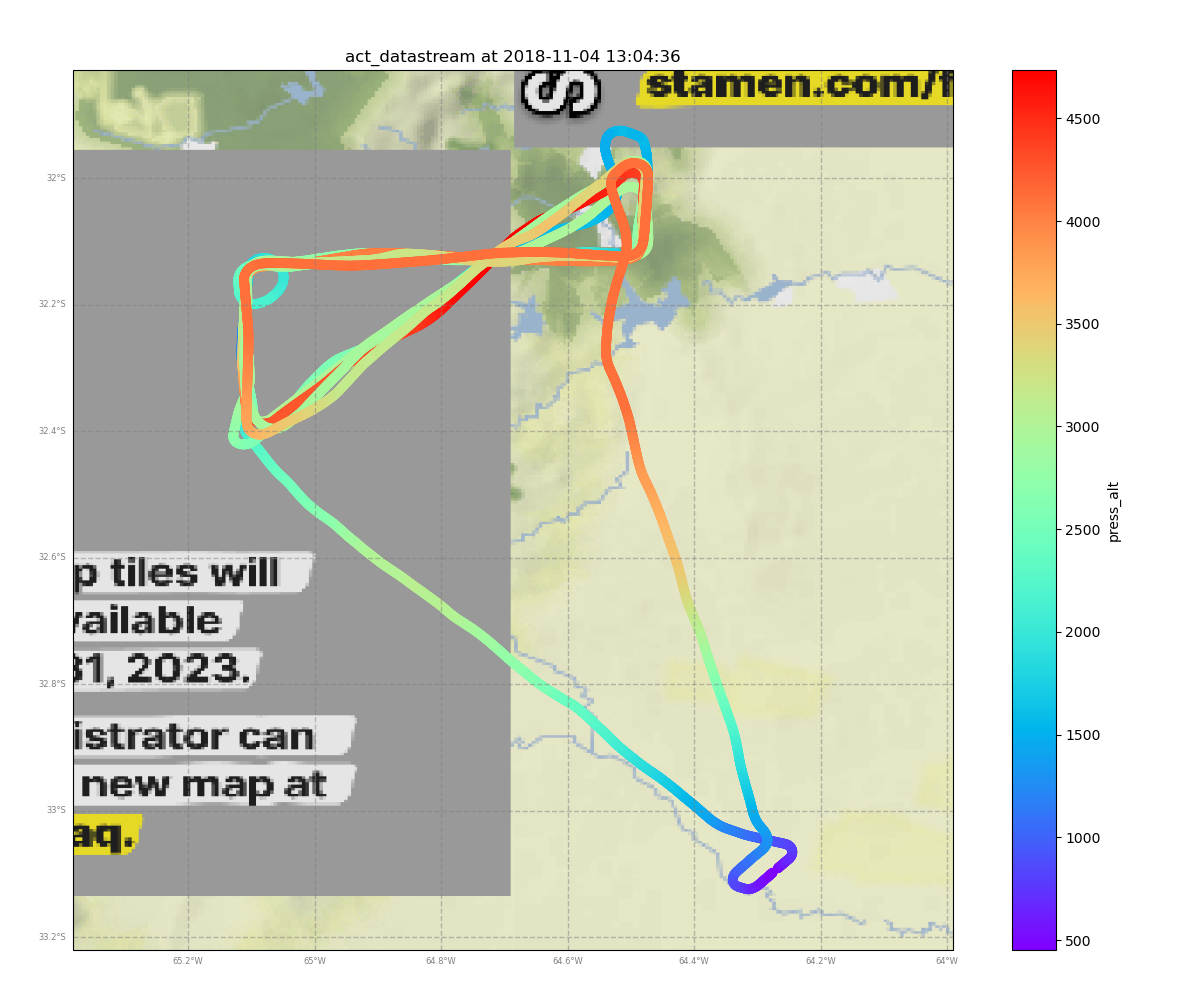 act_datastream at 2018-11-04 13:04:36
stamen.com/f
32°S
32.2°S
32.4°S
32.6°S
32.8°S
33°S
33.2°S
p tiles will
vailable
31, 2023.
istrator can
new map at
aq.
65.2°W
65°W
64.8°W
64.6°W
64.4°W
64.2°W
64°W
4500
4000
3500
3000
2500
2000
1500
1000
500
press_alt